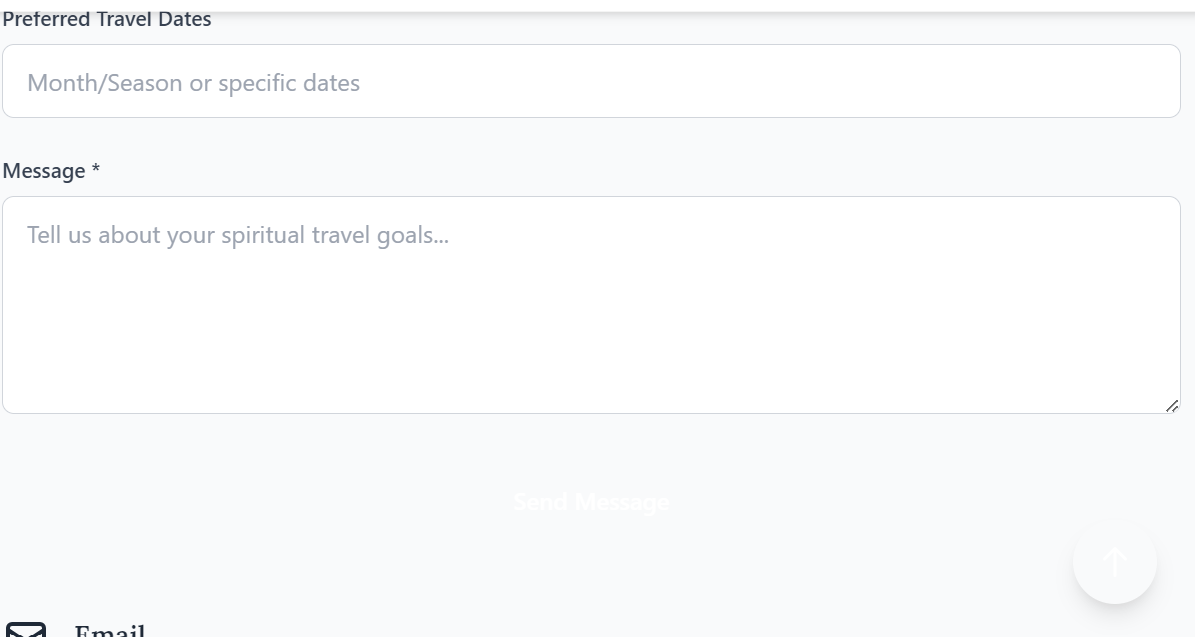 Preferred Travel Dates
Month/Season or specific dates
Message *
Tell us about your spiritual travel goals...
Send Message
Email